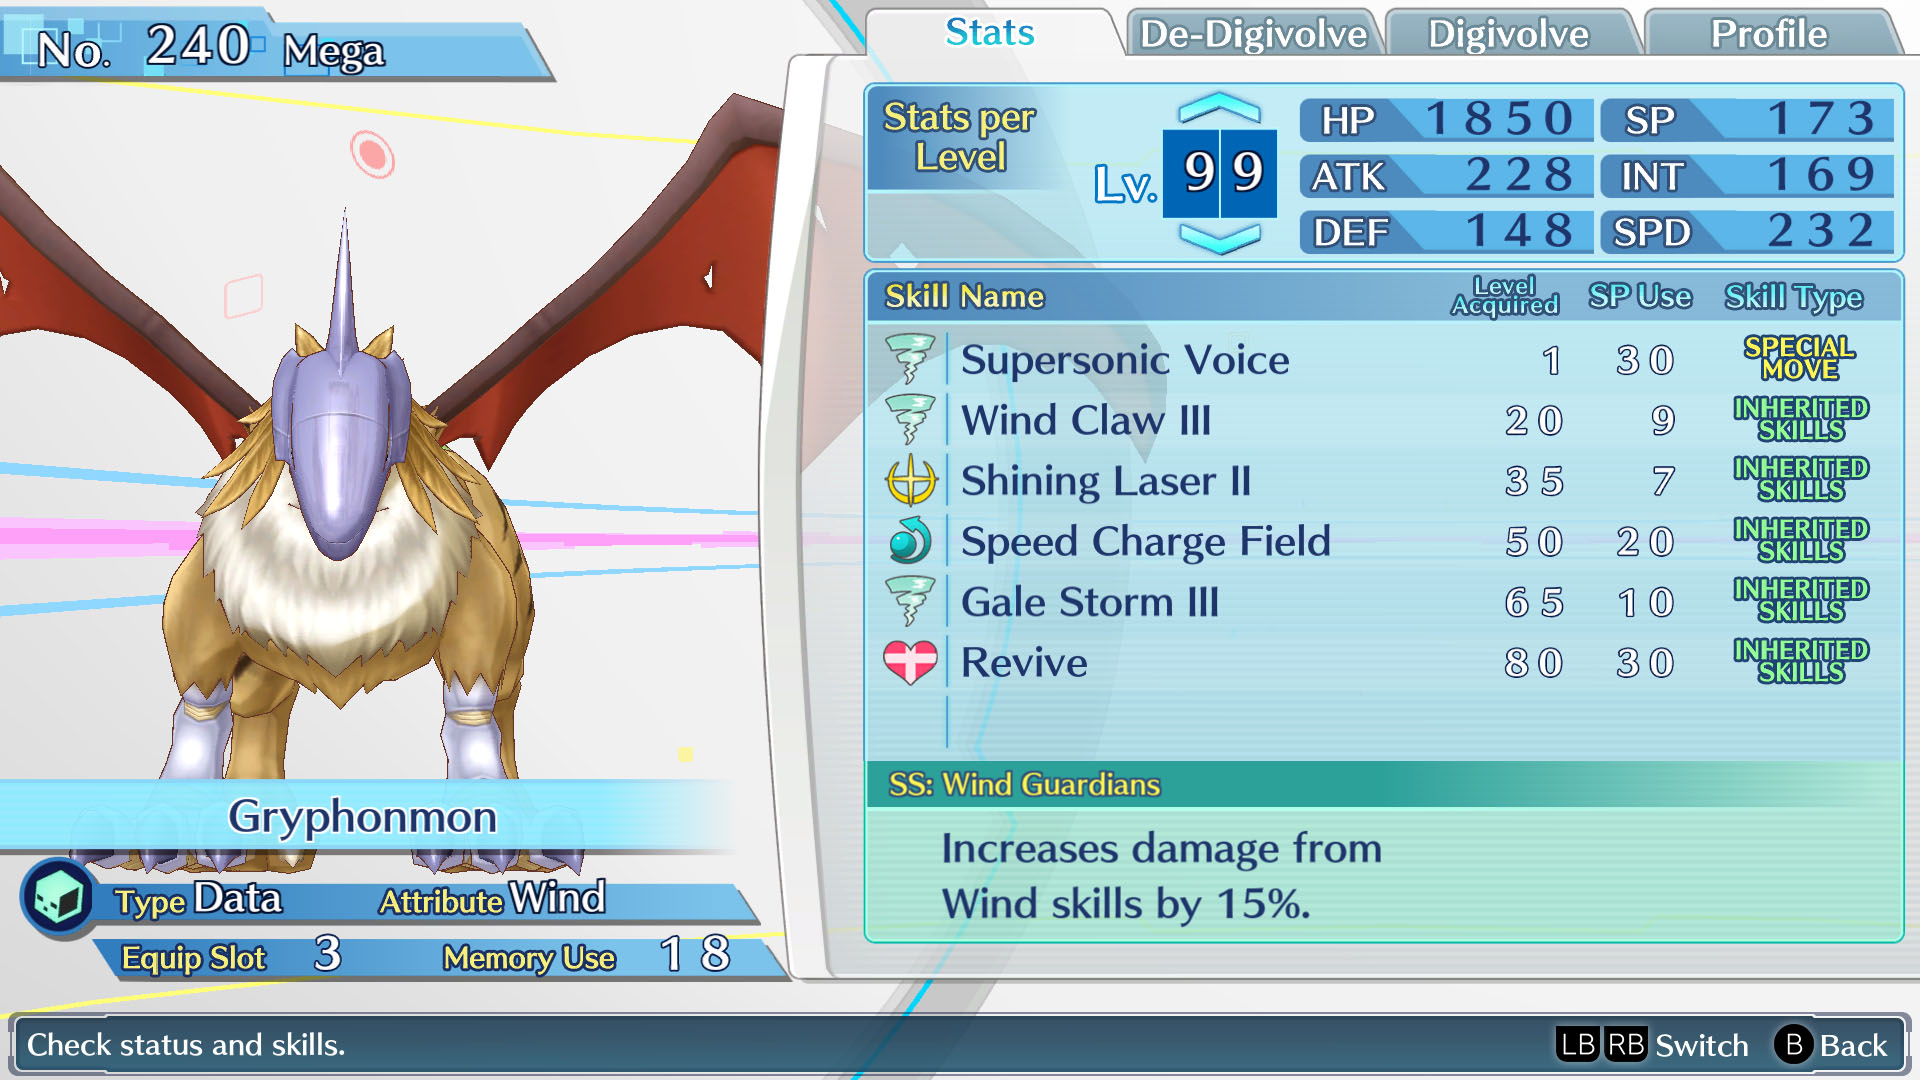 No. 240 Mega
Stats
De-Digivolve
Digivolve
Profile
Stats per
Level
Lv. 99
HP 1850
SP 173
ATK 228
INT 169
DEF 148
SPD 232
Skill Name
Level
Acquired
SP Use
Skill Type
Supersonic Voice 1 30 SPECIAL
MOVE
Wind Claw III 20 9 INHERITED
SKILLS
Shining Laser II 35 7 INHERITED
SKILLS
Speed Charge Field 50 20 INHERITED
SKILLS
Gale Storm III 65 10 INHERITED
SKILLS
Revive 80 30 INHERITED
SKILLS
SS: Wind Guardians
Increases damage from
Wind skills by 15%.
Gryphonmon
Type Data Attribute Wind
Equip Slot 3 Memory Use 18
Check status and skills.
LB RB Switch B Back